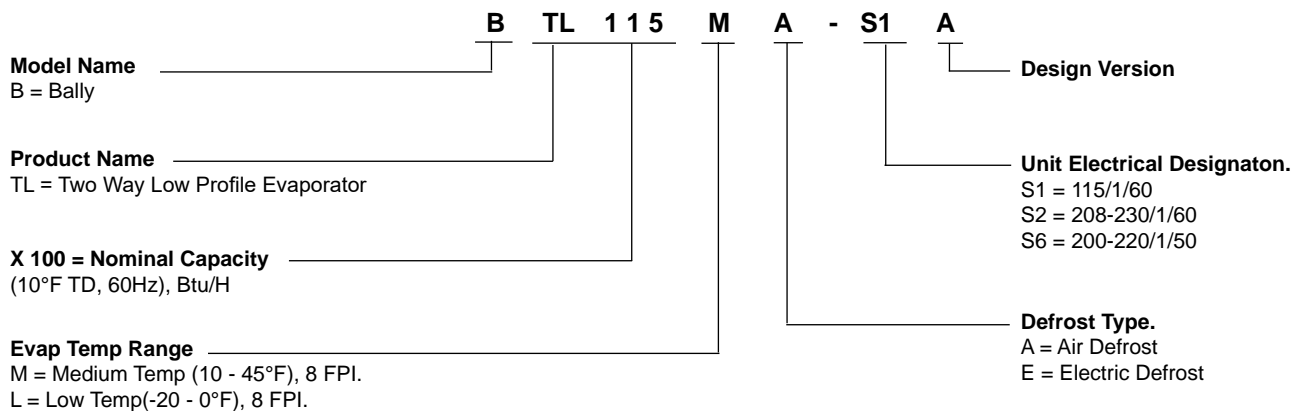 B TL 1 1 5 M A - S1 A
Model Name
B = Bally
Product Name
TL = Two Way Low Profile Evaporator
X 100 = Nominal Capacity
(10°F TD, 60Hz), Btu/H
Evap Temp Range
M = Medium Temp (10 - 45°F), 8 FPI.
L = Low Temp(-20 - 0°F), 8 FPI.
Design Version
Unit Electrical Designaton.
S1 = 115/1/60
S2 = 208-230/1/60
S6 = 200-220/1/50
Defrost Type.
A = Air Defrost
E = Electric Defrost